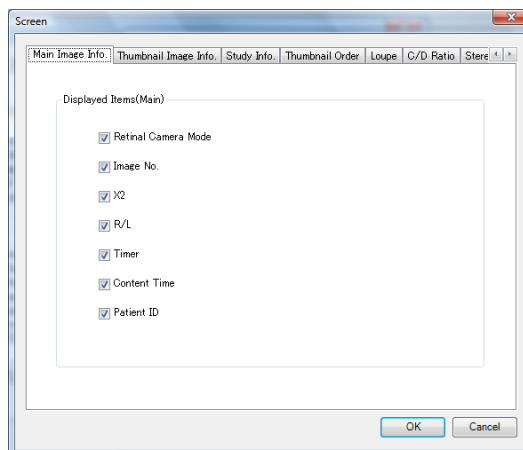 Screen
Main Image Info. Thumbnail Image Info. Study Info. Thumbnail Order Loupe C/D Ratio Stere
Displayed Items(Main)
Retinal Camera Mode
Image No.
X2
R/L
Timer
Content Time
Patient ID
OK Cancel